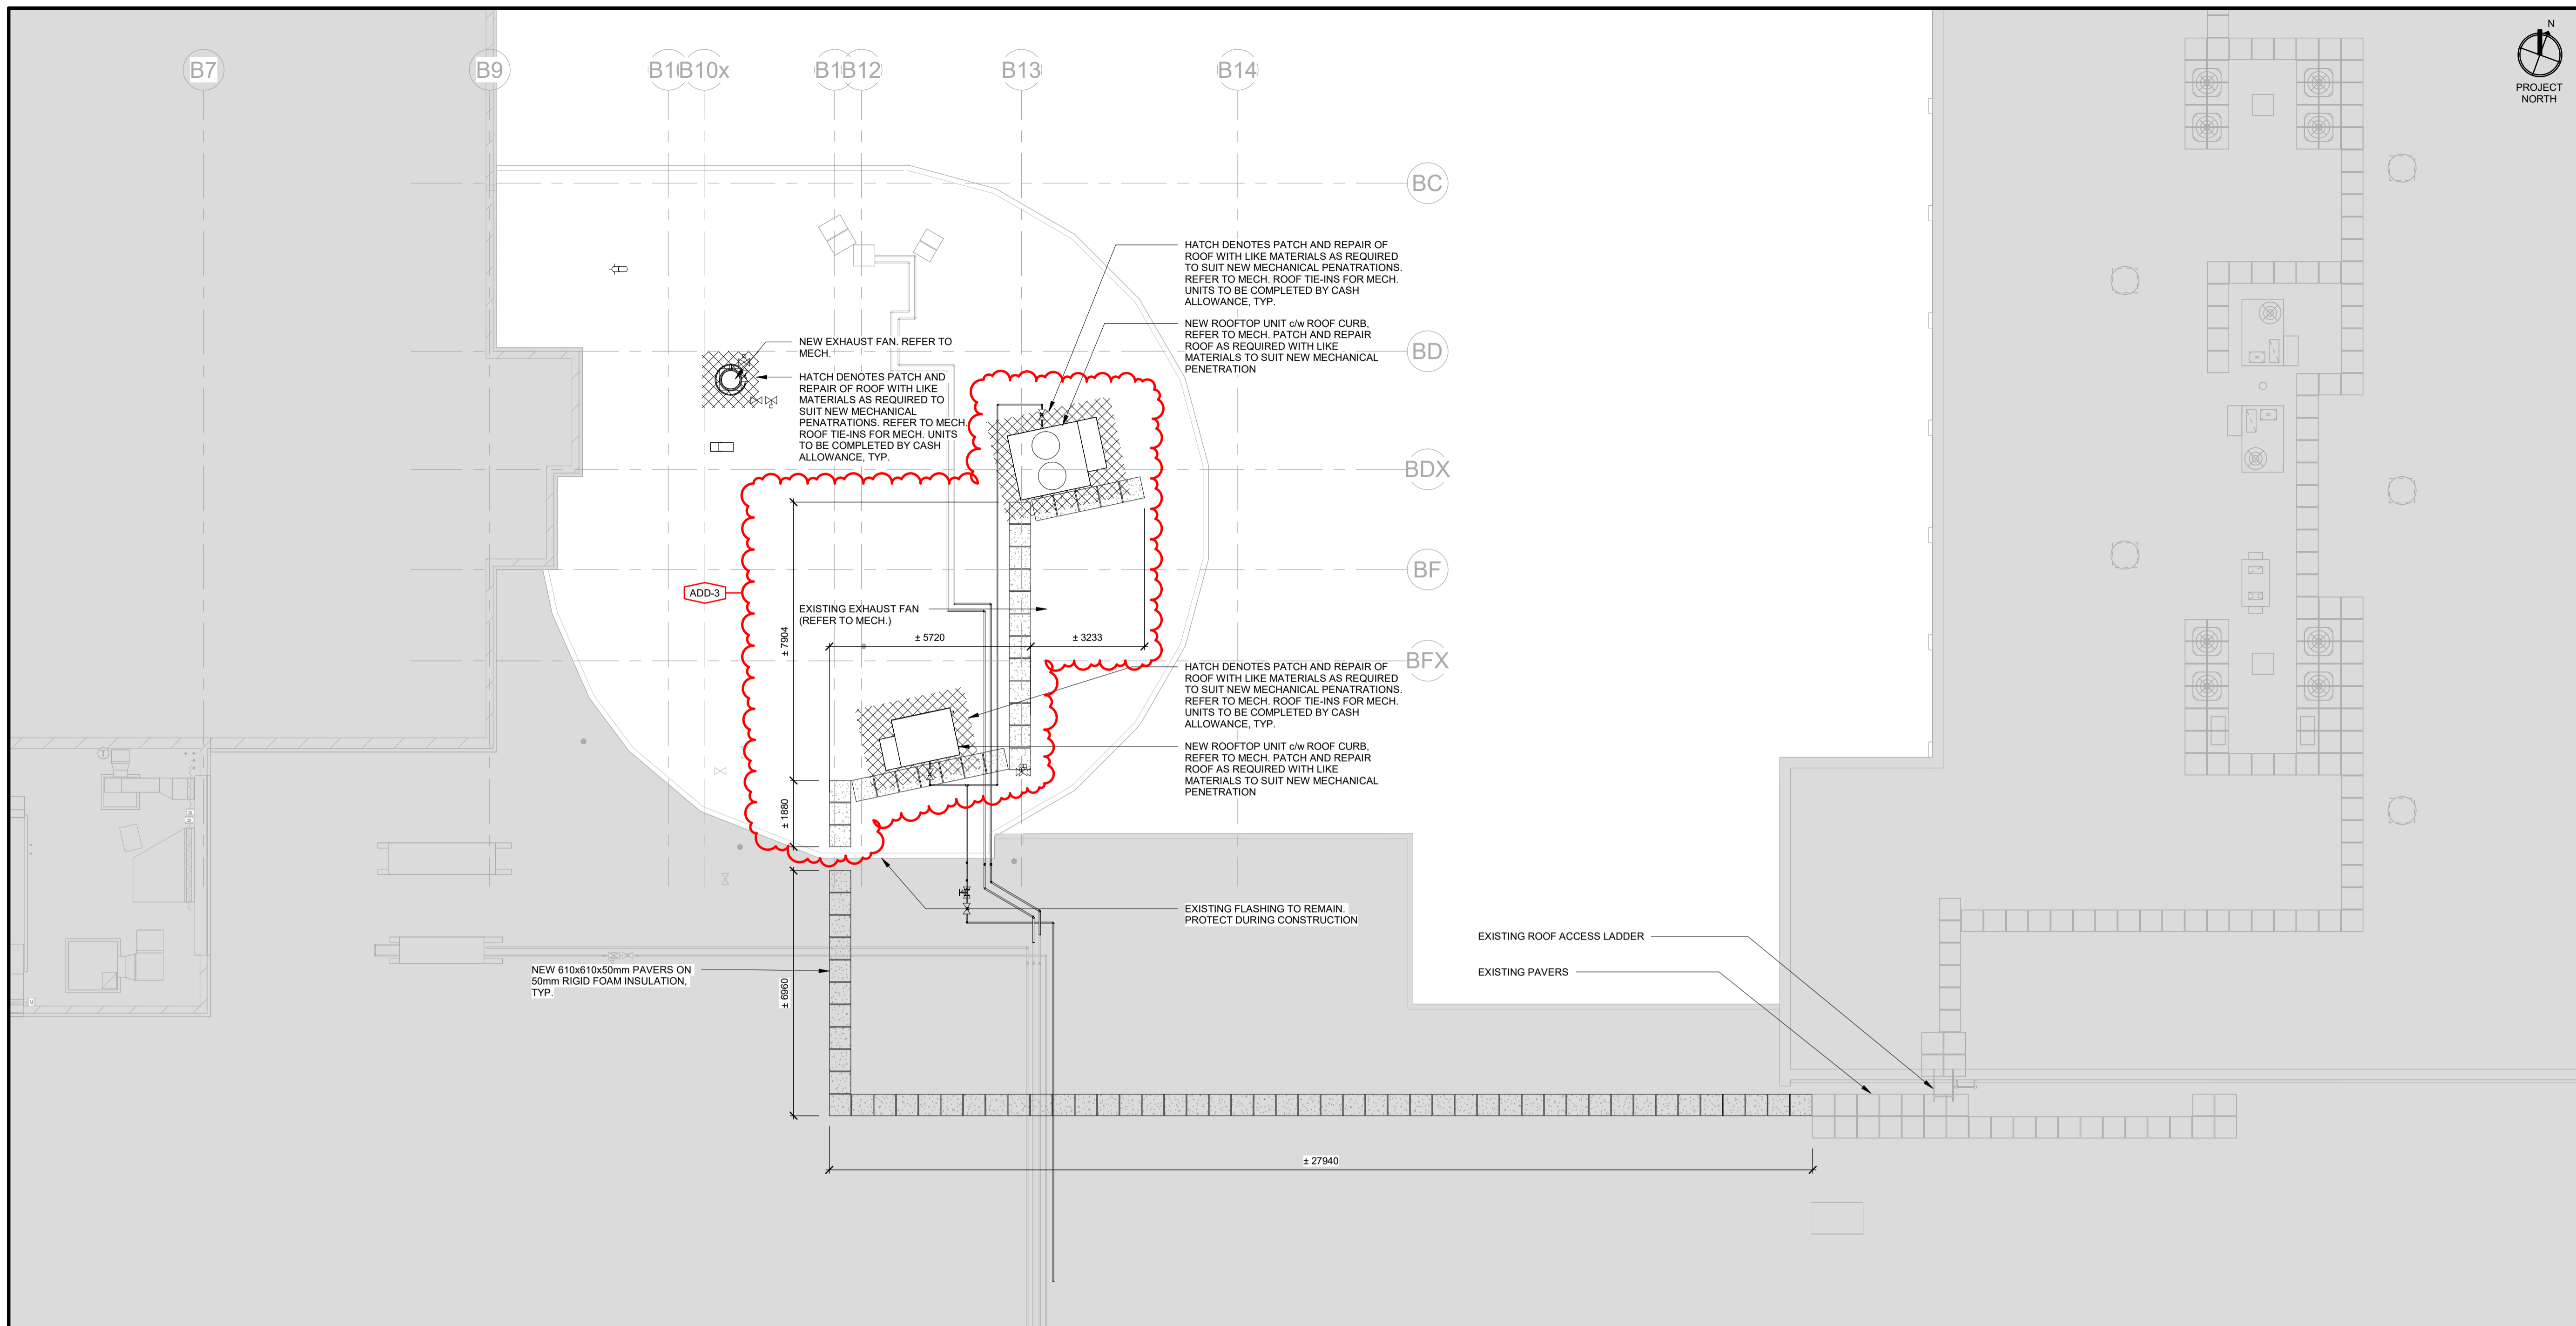 N
PROJECT
NORTH
B7
B9
B10x
B12
B13
B14
BC
BD
BDX
BF
BFX
HATCH DENOTES PATCH AND REPAIR OF
ROOF WITH LIKE MATERIALS AS REQUIRED
TO SUIT NEW MECHANICAL PENATRATIONS.
REFER TO MECH. ROOF TIE-INS FOR MECH.
UNITS TO BE COMPLETED BY CASH
ALLOWANCE, TYP.
NEW ROOFTOP UNIT c/w ROOF CURB,
REFER TO MECH. PATCH AND REPAIR
ROOF AS REQUIRED WITH LIKE
MATERIALS TO SUIT NEW MECHANICAL
PENETRATION
NEW EXHAUST FAN. REFER TO
MECH.
HATCH DENOTES PATCH AND
REPAIR OF ROOF WITH LIKE
MATERIALS AS REQUIRED TO
SUIT NEW MECHANICAL
PENATRATIONS. REFER TO MECH.
ROOF TIE-INS FOR MECH. UNITS
TO BE COMPLETED BY CASH
ALLOWANCE, TYP.
ADD-3
EXISTING EXHAUST FAN
(REFER TO MECH.)
± 7904
± 5720
± 3233
HATCH DENOTES PATCH AND REPAIR OF
ROOF WITH LIKE MATERIALS AS REQUIRED
TO SUIT NEW MECHANICAL PENATRATIONS.
REFER TO MECH. ROOF TIE-INS FOR MECH.
UNITS TO BE COMPLETED BY CASH
ALLOWANCE, TYP.
NEW ROOFTOP UNIT c/w ROOF CURB,
REFER TO MECH. PATCH AND REPAIR
ROOF AS REQUIRED WITH LIKE
MATERIALS TO SUIT NEW MECHANICAL
PENETRATION
± 1880
T
EXISTING FLASHING TO REMAIN.
PROTECT DURING CONSTRUCTION
EXISTING ROOF ACCESS LADDER
EXISTING PAVERS
NEW 610x610x50mm PAVERS ON
50mm RIGID FOAM INSULATION,
TYP.
± 6960
± 27940